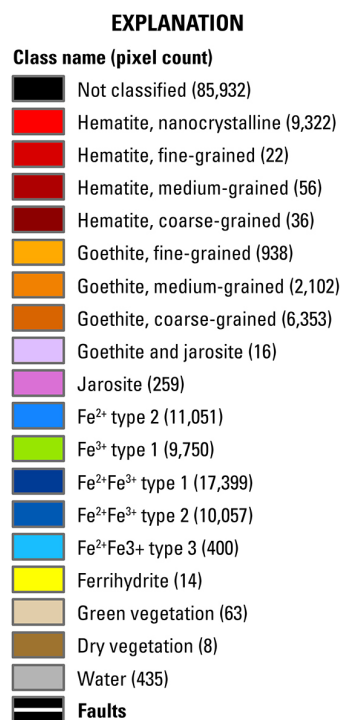 EXPLANATION
Class name (pixel count)
Not classified (85,932)
Hematite, nanocrystalline (9,322)
Hematite, fine-grained (22)
Hematite, medium-grained (56)
Hematite, coarse-grained (36)
Goethite, fine-grained (938)
Goethite, medium-grained (2,102)
Goethite, coarse-grained (6,353)
Goethite and jarosite (16)
Jarosite (259)
Fe²⁺ type 2 (11,051)
Fe³⁺ type 1 (9,750)
Fe²⁺Fe³⁺ type 1 (17,399)
Fe²⁺Fe³⁺ type 2 (10,057)
Fe²⁺Fe3+ type 3 (400)
Ferrihydrite (14)
Green vegetation (63)
Dry vegetation (8)
Water (435)
Faults